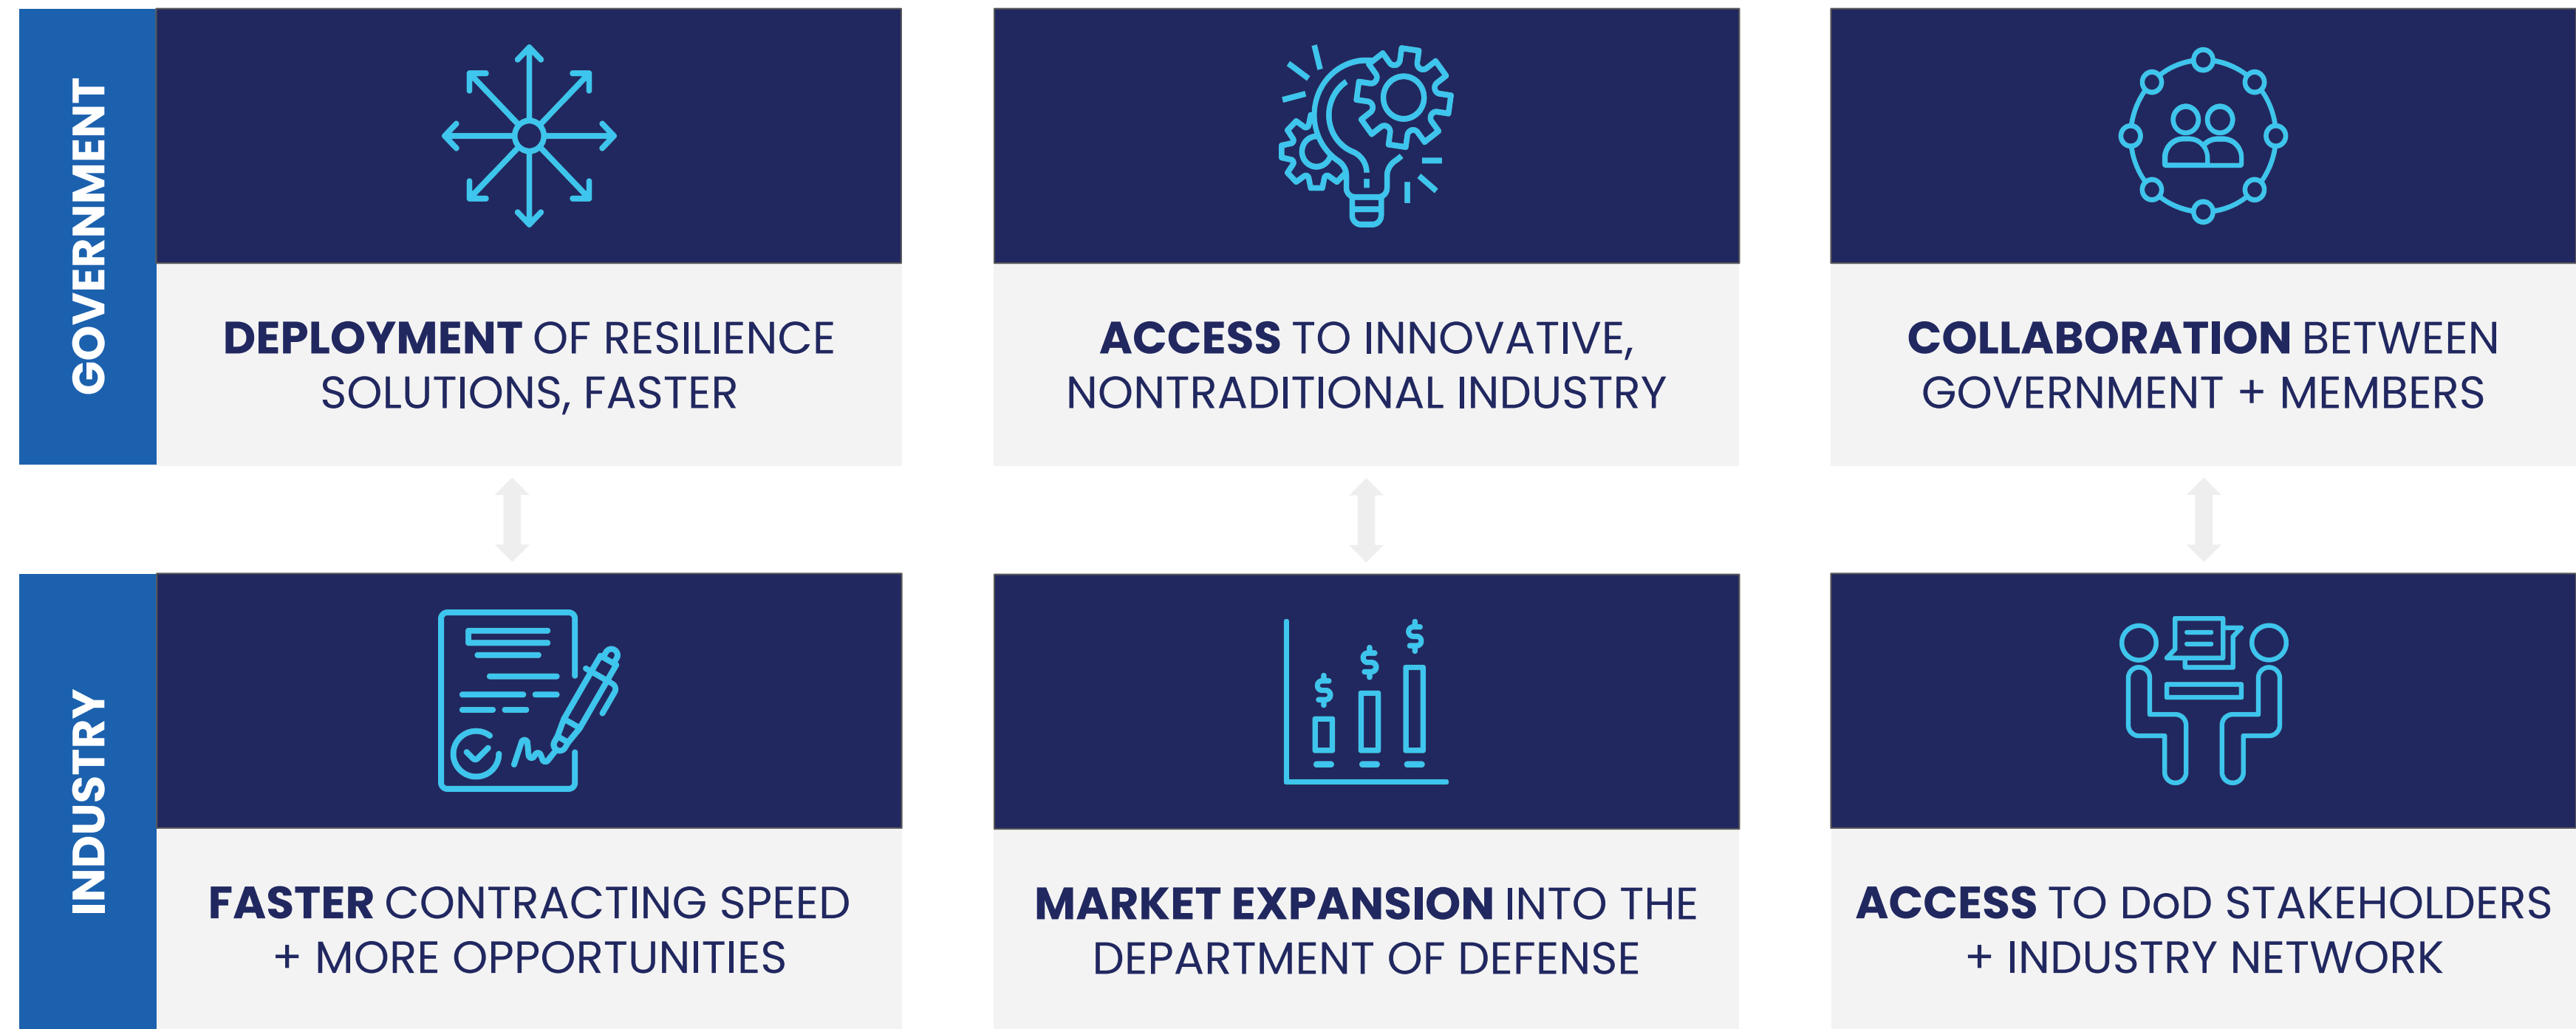 GOVERNMENT
DEPLOYMENT OF RESILIENCE
SOLUTIONS, FASTER
ACCESS TO INNOVATIVE,
NONTRADITIONAL INDUSTRY
COLLABORATION BETWEEN
GOVERNMENT + MEMBERS
INDUSTRY
FASTER CONTRACTING SPEED
+ MORE OPPORTUNITIES
$ $ $
MARKET EXPANSION INTO THE
DEPARTMENT OF DEFENSE
ACCESS TO DoD STAKEHOLDERS
+ INDUSTRY NETWORK